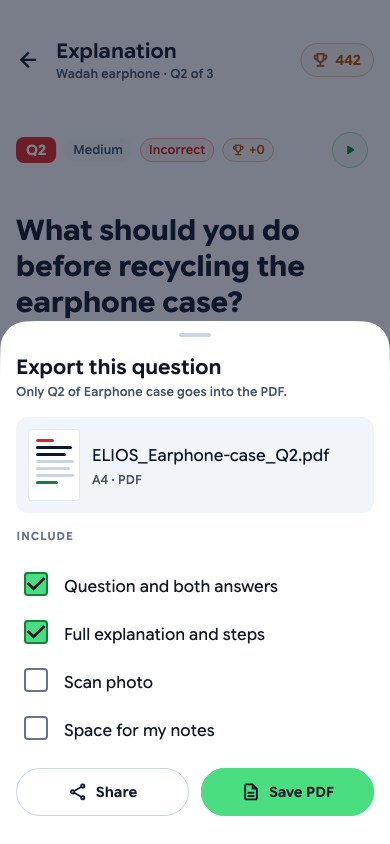 Explanation
Wadah earphone · Q2 of 3
442
Q2
Medium
Incorrect
+0
What should you do
before recycling the
earphone case?
Export this question
Only Q2 of Earphone case goes into the PDF.
ELIOS_Earphone-case_Q2.pdf
A4 · PDF
INCLUDE
Question and both answers
Full explanation and steps
Scan photo
Space for my notes
Share
Save PDF